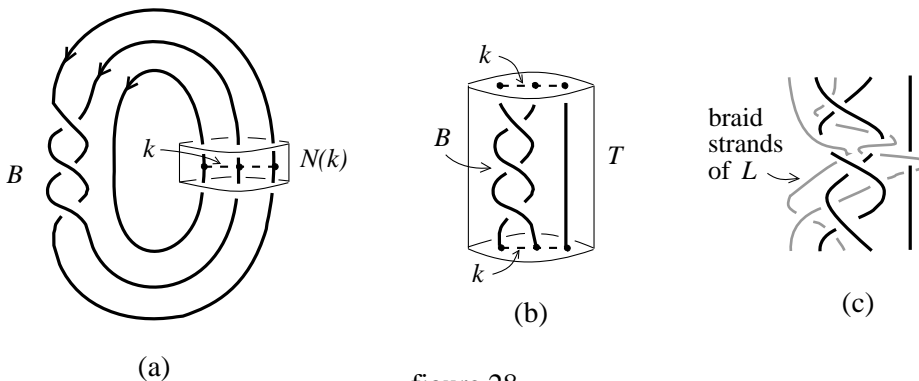 B
k
N(k)
(a)
k
B
T
k
(b)
braid
strands
of L
(c)
figure 28